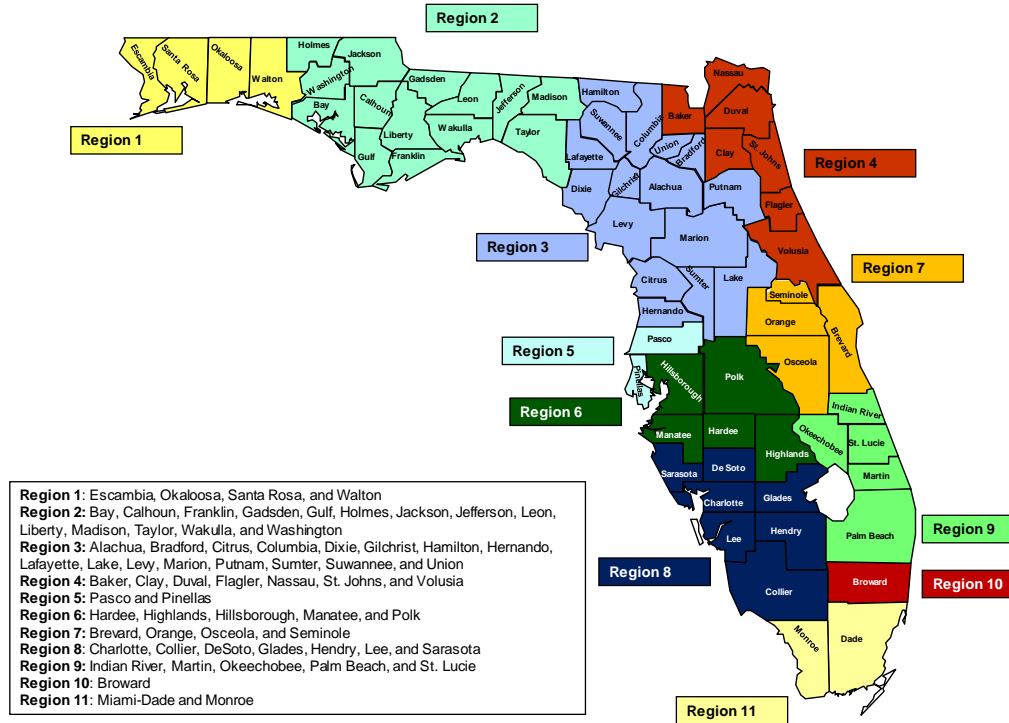 Region 2
Holmes
Jackson
Escambia
Santa Rosa
Okaloosa
Walton
Washington
Gadsden
Nassau
Bay
Calhoun
Leon
Jefferson
Madison
Hamilton
Baker
Duval
Region 1
Liberty
Wakulla
Taylor
Suwannee
Columbia
Union
Bradford
Clay
St. Johns
Gulf
Franklin
Lafayette
Region 4
Dixie
Gilchrist
Alachua
Putnam
Flagler
Levy
Region 3
Marion
Volusia
Region 7
Citrus
Sumter
Lake
Seminole
Hernando
Orange
Brevard
Pasco
Region 5
Osceola
Pinellas
Hillsborough
Polk
Region 6
Indian River
Manatee
Hardee
Okeechobee
St. Lucie
Highlands
Sarasota
De Soto
Martin
Charlotte
Glades
Lee
Hendry
Palm Beach
Region 9
Region 8
Collier
Broward
Region 10
Monroe
Dade
Region 11
Region 1: Escambia, Okaloosa, Santa Rosa, and Walton
Region 2: Bay, Calhoun, Franklin, Gadsden, Gulf, Holmes, Jackson, Jefferson, Leon,
Liberty, Madison, Taylor, Wakulla, and Washington
Region 3: Alachua, Bradford, Citrus, Columbia, Dixie, Gilchrist, Hamilton, Hernando,
Lafayette, Lake, Levy, Marion, Putnam, Sumter, Suwannee, and Union
Region 4: Baker, Clay, Duval, Flagler, Nassau, St. Johns, and Volusia
Region 5: Pasco and Pinellas
Region 6: Hardee, Highlands, Hillsborough, Manatee, and Polk
Region 7: Brevard, Orange, Osceola, and Seminole
Region 8: Charlotte, Collier, DeSoto, Glades, Hendry, Lee, and Sarasota
Region 9: Indian River, Martin, Okeechobee, Palm Beach, and St. Lucie
Region 10: Broward
Region 11: Miami-Dade and Monroe